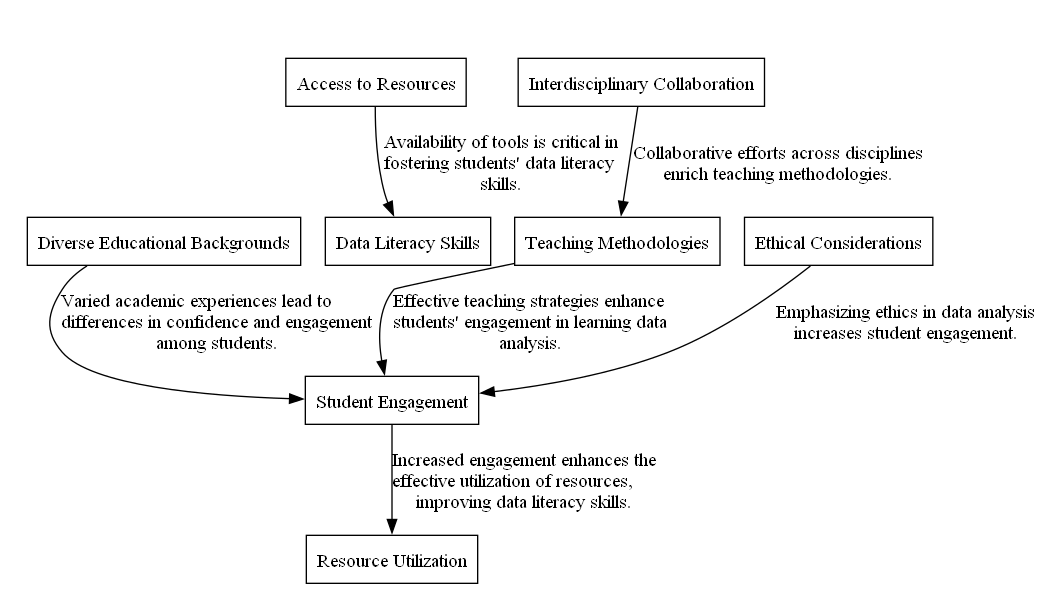 Access to Resources
Interdisciplinary Collaboration
Availability of tools is critical in
fostering students' data literacy
skills.
Collaborative efforts across disciplines
enrich teaching methodologies.
Diverse Educational Backgrounds
Data Literacy Skills
Teaching Methodologies
Ethical Considerations
Varied academic experiences lead to
differences in confidence and engagement
among students.
Effective teaching strategies enhance
students' engagement in learning data
analysis.
Emphasizing ethics in data analysis
increases student engagement.
Student Engagement
Increased engagement enhances the
effective utilization of resources,
improving data literacy skills.
Resource Utilization